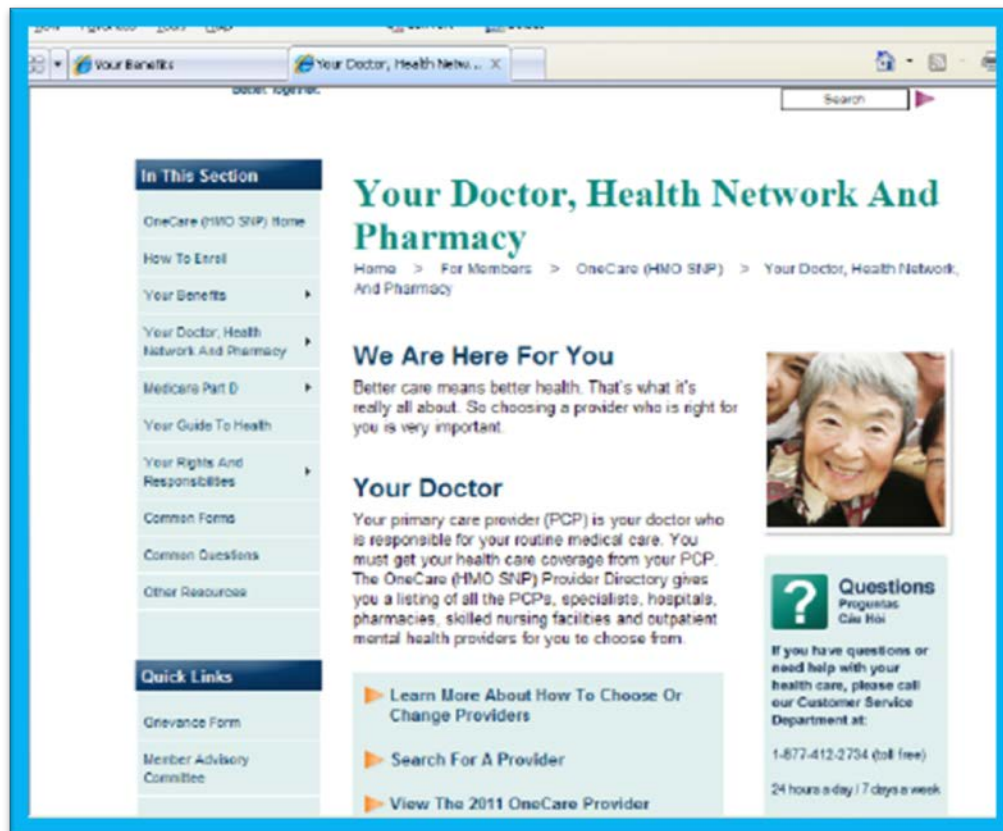 Your Benefits
Your Doctor, Health Netw... X
Better. Together.
Search
In This Section
OneCare (HMO SNP) Home
How To Enroll
Your Benefits
Your Doctor, Health
Network And Pharmacy
Medicare Part D
Your Guide To Health
Your Rights And
Responsibilities
Common Forms
Common Questions
Other Resources
Quick Links
Grievance Form
Member Advisory
Committee
Your Doctor, Health Network And
Pharmacy
Home > For Members > OneCare (HMO SNP) > Your Doctor, Health Network,
And Pharmacy
We Are Here For You
Better care means better health. That's what it's
really all about. So choosing a provider who is right for
you is very important.
Your Doctor
Your primary care provider (PCP) is your doctor who
is responsible for your routine medical care. You
must get your health care coverage from your PCP.
The OneCare (HMO SNP) Provider Directory gives
you a listing of all the PCPs, specialists, hospitals,
pharmacies, skilled nursing facilities and outpatient
mental health providers for you to choose from.
Learn More About How To Choose Or
Change Providers
Search For A Provider
View The 2011 OneCare Provider
?
Questions
Preguntas
Câu Hỏi
If you have questions or
need help with your
health care, please call
our Customer Service
Department at:
1-877-412-2734 (toll free)
24 hours a day / 7 days a week